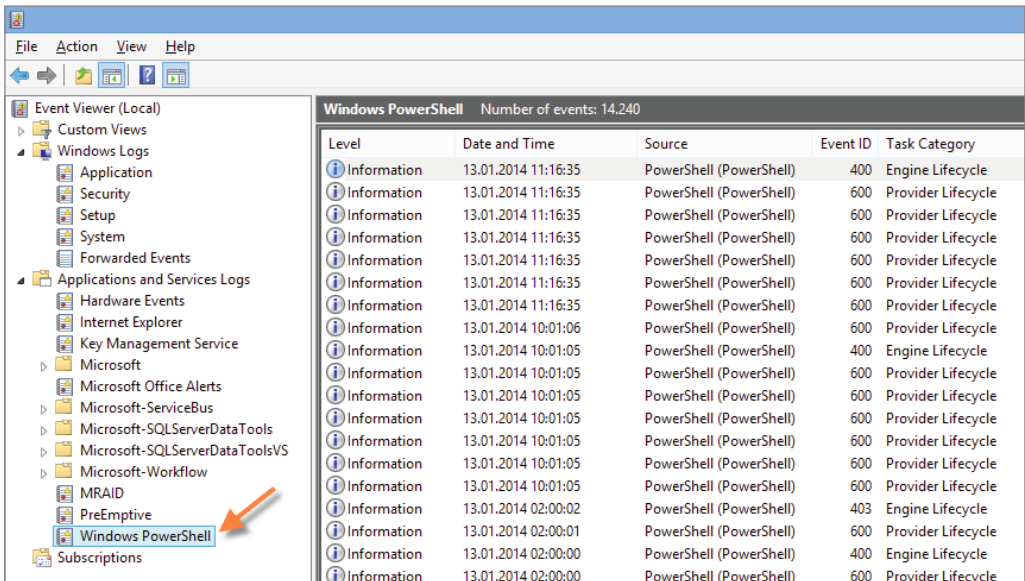 File Action View Help
Event Viewer (Local)
Custom Views
Windows Logs
Application
Security
Setup
System
Forwarded Events
Applications and Services Logs
Hardware Events
Internet Explorer
Key Management Service
Microsoft
Microsoft Office Alerts
Microsoft-ServiceBus
Microsoft-SQLServerDataTools
Microsoft-SQLServerDataToolsVS
Microsoft-Workflow
MRAID
PreEmptive
Windows PowerShell
Subscriptions
Windows PowerShell Number of events: 14.240
Level Date and Time Source Event ID Task Category
Information 13.01.2014 11:16:35 PowerShell (PowerShell) 400 Engine Lifecycle
Information 13.01.2014 11:16:35 PowerShell (PowerShell) 600 Provider Lifecycle
Information 13.01.2014 11:16:35 PowerShell (PowerShell) 600 Provider Lifecycle
Information 13.01.2014 11:16:35 PowerShell (PowerShell) 600 Provider Lifecycle
Information 13.01.2014 11:16:35 PowerShell (PowerShell) 600 Provider Lifecycle
Information 13.01.2014 11:16:35 PowerShell (PowerShell) 600 Provider Lifecycle
Information 13.01.2014 11:16:35 PowerShell (PowerShell) 600 Provider Lifecycle
Information 13.01.2014 10:01:06 PowerShell (PowerShell) 600 Provider Lifecycle
Information 13.01.2014 10:01:05 PowerShell (PowerShell) 400 Engine Lifecycle
Information 13.01.2014 10:01:05 PowerShell (PowerShell) 600 Provider Lifecycle
Information 13.01.2014 10:01:05 PowerShell (PowerShell) 600 Provider Lifecycle
Information 13.01.2014 10:01:05 PowerShell (PowerShell) 600 Provider Lifecycle
Information 13.01.2014 10:01:05 PowerShell (PowerShell) 600 Provider Lifecycle
Information 13.01.2014 10:01:05 PowerShell (PowerShell) 600 Provider Lifecycle
Information 13.01.2014 10:01:05 PowerShell (PowerShell) 600 Provider Lifecycle
Information 13.01.2014 02:00:02 PowerShell (PowerShell) 403 Engine Lifecycle
Information 13.01.2014 02:00:01 PowerShell (PowerShell) 600 Provider Lifecycle
Information 13.01.2014 02:00:00 PowerShell (PowerShell) 400 Engine Lifecycle
Information 13.01.2014 02:00:00 PowerShell (PowerShell) 600 Provider Lifecycle